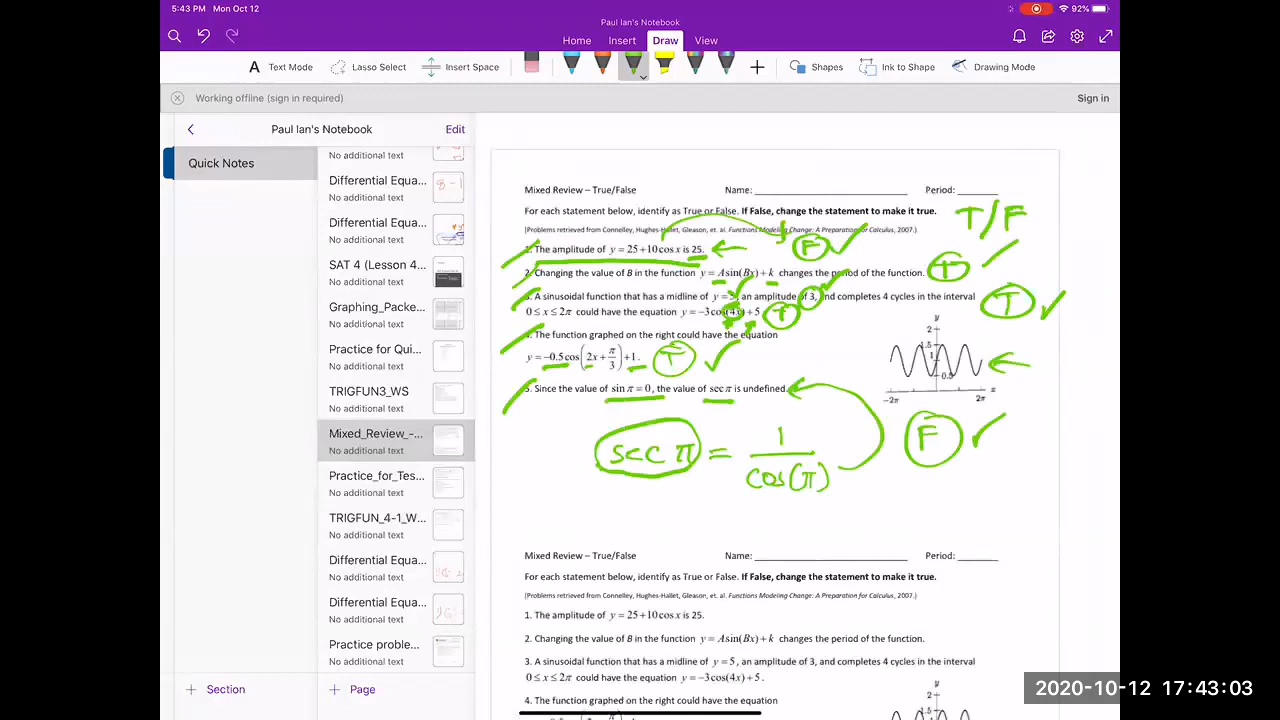 5:43 PM Mon Oct 12
92%
Paul Ian's Notebook
Home Insert Draw View
Text Mode Lasso Select Insert Space Shapes Ink to Shape Drawing Mode
Working offline (sign in required) Sign in
Paul Ian's Notebook Edit
Quick Notes
No additional text
Differential Equa...
No additional text
Differential Equa...
No additional text
SAT 4 (Lesson 4...
No additional text
Graphing_Packe...
No additional text
Practice for Qui...
No additional text
TRIGFUN3_WS
No additional text
Mixed_Review_-...
No additional text
Practice_for_Tes...
No additional text
TRIGFUN_4-1_W...
No additional text
Differential Equa...
No additional text
Differential Equa...
No additional text
Practice proble...
No additional text
+ Section + Page
Mixed Review – True/False Name: Period:
For each statement below, identify as True or False. If False, change the statement to make it true.
T/F
(Problems retrieved from Connelley, Hughes-Hallet, Gleason, et. al. Functions Modeling Change: A Preparation for Calculus, 2007.)
1. The amplitude of y = 25+10 cos x is 25. F
2. Changing the value of B in the function y = A sin(Bx)+k changes the period of the function. T
3. A sinusoidal function that has a midline of y = 5, an amplitude of 3, and completes 4 cycles in the interval T
0 ≤ x ≤ 2π could have the equation y = −3cos(4x)+5 T
4. The function graphed on the right could have the equation
y = −0.5cos(2x + π/3)+1. T
y
2
1.5
1
0.5
−2π 2π x
5. Since the value of sin π = 0, the value of sec π is undefined.
F
sec π = 1/cos(π)
Mixed Review – True/False Name: Period:
For each statement below, identify as True or False. If False, change the statement to make it true.
(Problems retrieved from Connelley, Hughes-Hallet, Gleason, et. al. Functions Modeling Change: A Preparation for Calculus, 2007.)
1. The amplitude of y = 25+10 cos x is 25.
2. Changing the value of B in the function y = A sin(Bx)+k changes the period of the function.
3. A sinusoidal function that has a midline of y = 5, an amplitude of 3, and completes 4 cycles in the interval
0 ≤ x ≤ 2π could have the equation y = −3cos(4x)+5.
4. The function graphed on the right could have the equation
y
2
1.5
2020-10-12 17:43:03